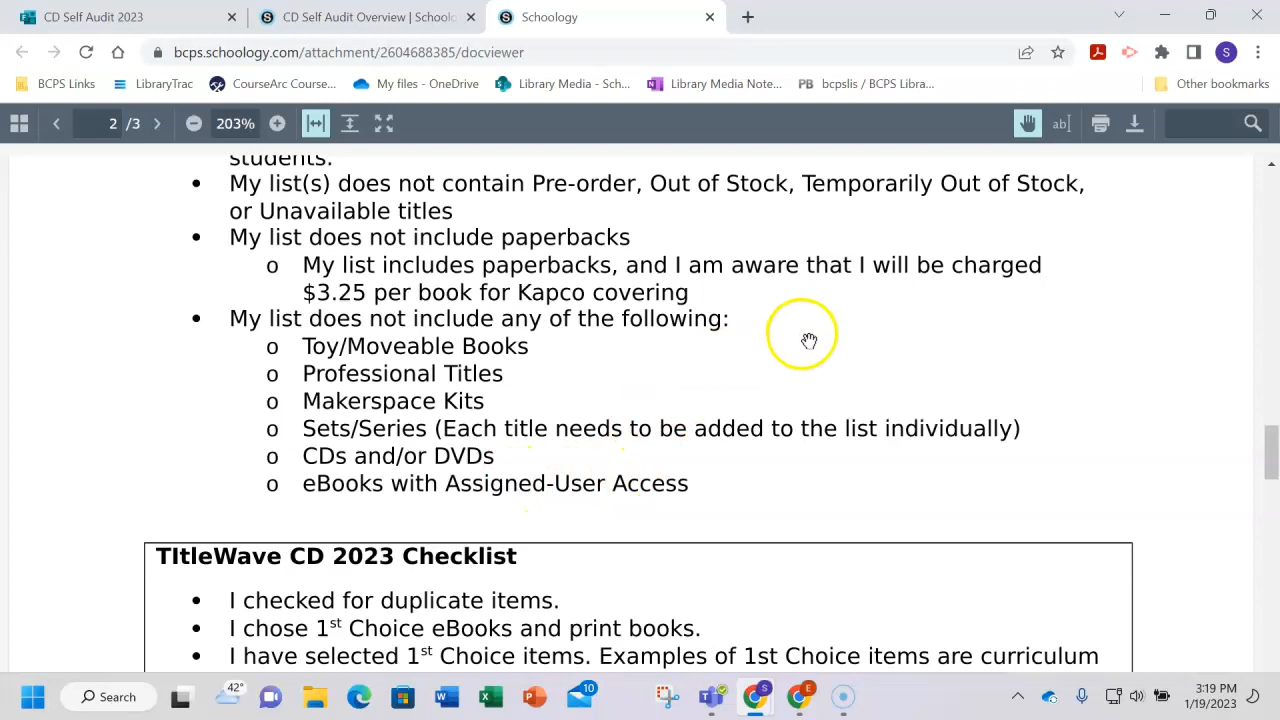 CD Self Audit 2023
CD Self Audit Overview | Schoolo
Schoology
bcps.schoology.com/attachment/2604688385/docviewer
S
BCPS Links
LibraryTrac
CourseArc Course...
My files - OneDrive
Library Media - Sch...
Library Media Note...
PB bcpslis / BCPS Libra...
Other bookmarks
2 /3
203%
ab
students.
• My list(s) does not contain Pre-order, Out of Stock, Temporarily Out of Stock,
or Unavailable titles
• My list does not include paperbacks
o My list includes paperbacks, and I am aware that I will be charged
$3.25 per book for Kapco covering
• My list does not include any of the following:
o Toy/Moveable Books
o Professional Titles
o Makerspace Kits
o Sets/Series (Each title needs to be added to the list individually)
o CDs and/or DVDs
o eBooks with Assigned-User Access
TItleWave CD 2023 Checklist
• I checked for duplicate items.
• I chose 1st Choice eBooks and print books.
• I have selected 1st Choice items. Examples of 1st Choice items are curriculum
Search
42°
10
3:19 PM
1/19/2023